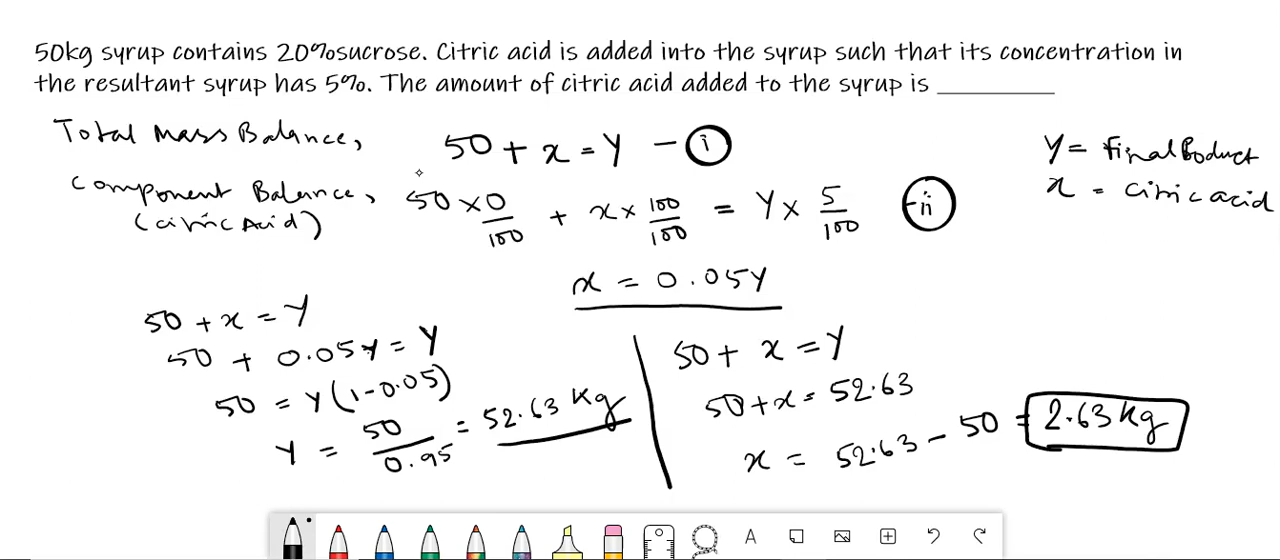 50kg syrup contains 20%sucrose. Citric acid is added into the syrup such that its concentration in
the resultant syrup has 5%. The amount of citric acid added to the syrup is __________
Total Mass Balance, 50 + x = Y — (i)
Y = Final Product
x = citric acid
Component Balance, 50 × 0/100 + x × 100/100 = Y × 5/100 (ii)
(citric Acid)
x = 0.05Y
50 + x = Y
50 + 0.05Y = Y
50 = Y(1-0.05)
Y = 50/0.95 = 52.63 Kg
50 + x = Y
50 + x = 52.63
x = 52.63 - 50 = 2.63 kg
A